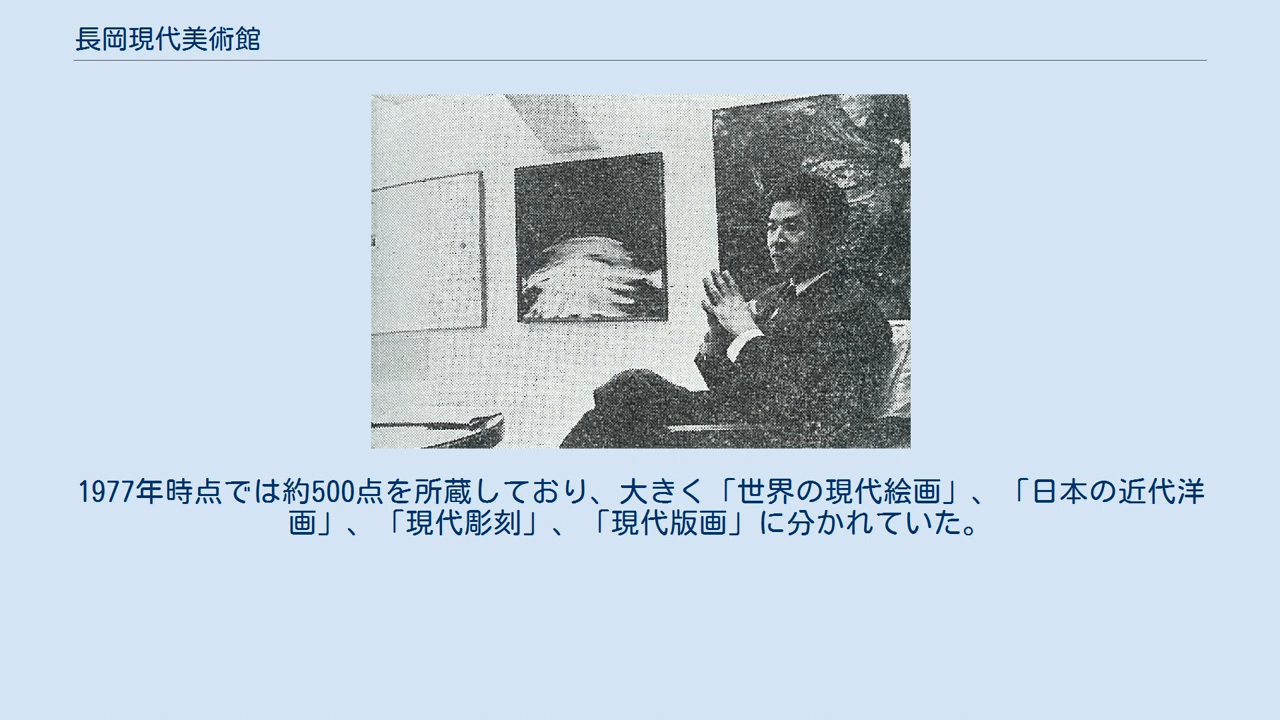 長岡現代美術館
1977年時点では約500点を所蔵しており、大きく「世界の現代絵画」、「日本の近代洋
画」、「現代彫刻」、「現代版画」に分かれていた。